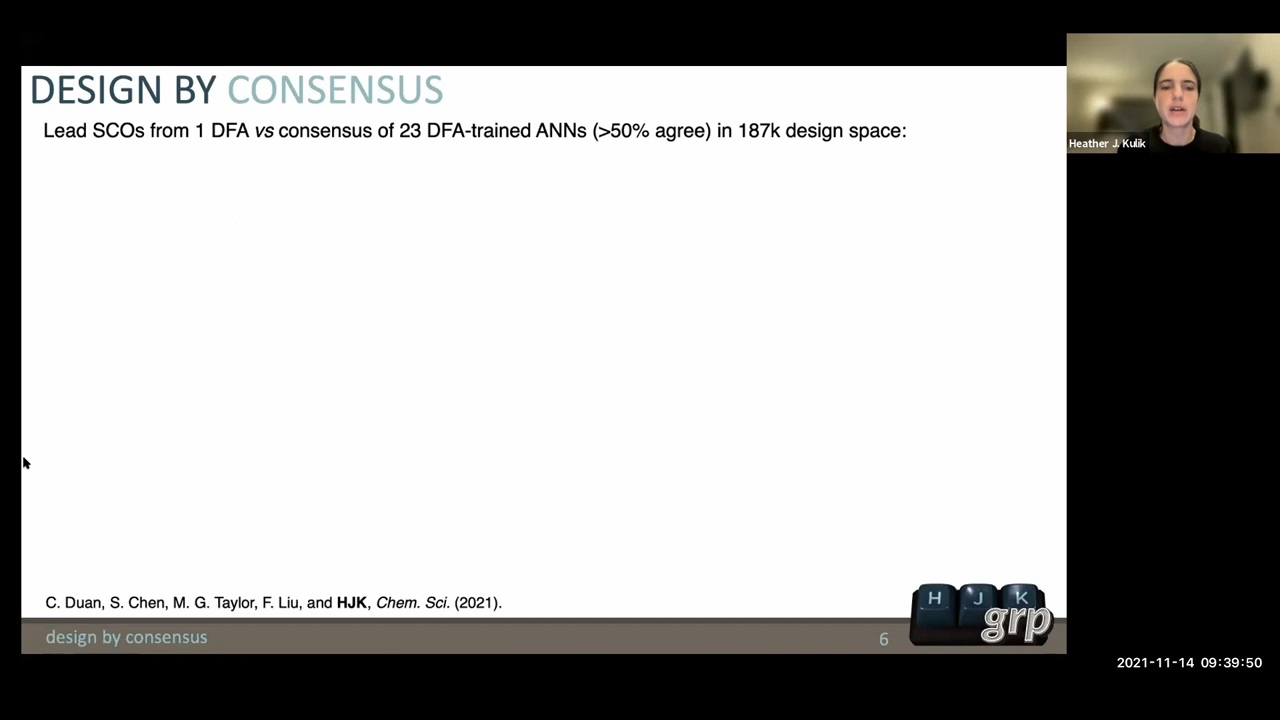 DESIGN BY CONSENSUS
Lead SCOs from 1 DFA vs consensus of 23 DFA-trained ANNs (>50% agree) in 187k design space:
Heather J. Kulik
C. Duan, S. Chen, M. G. Taylor, F. Liu, and HJK, Chem. Sci. (2021).
H J K
grp
design by consensus
6
2021-11-14 09:39:50